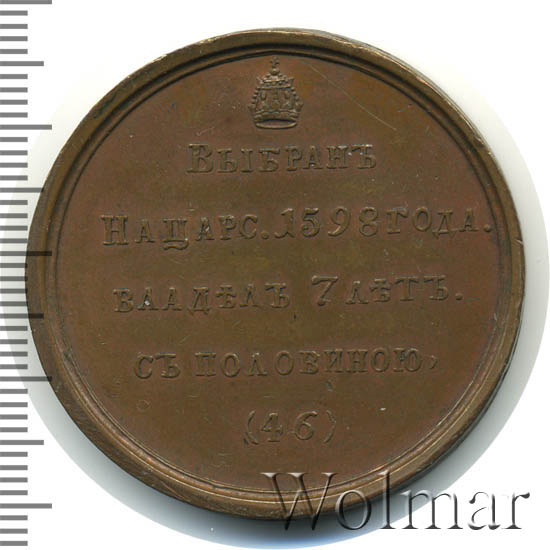 ВЫБРАНЪ
НА ЦАРС. 1598 ГОДА.
ВЛАДѢЛЪ 7 ЛѢТЪ.
СЪ ПОЛОВИНОЮ,
(46)
Wolmar